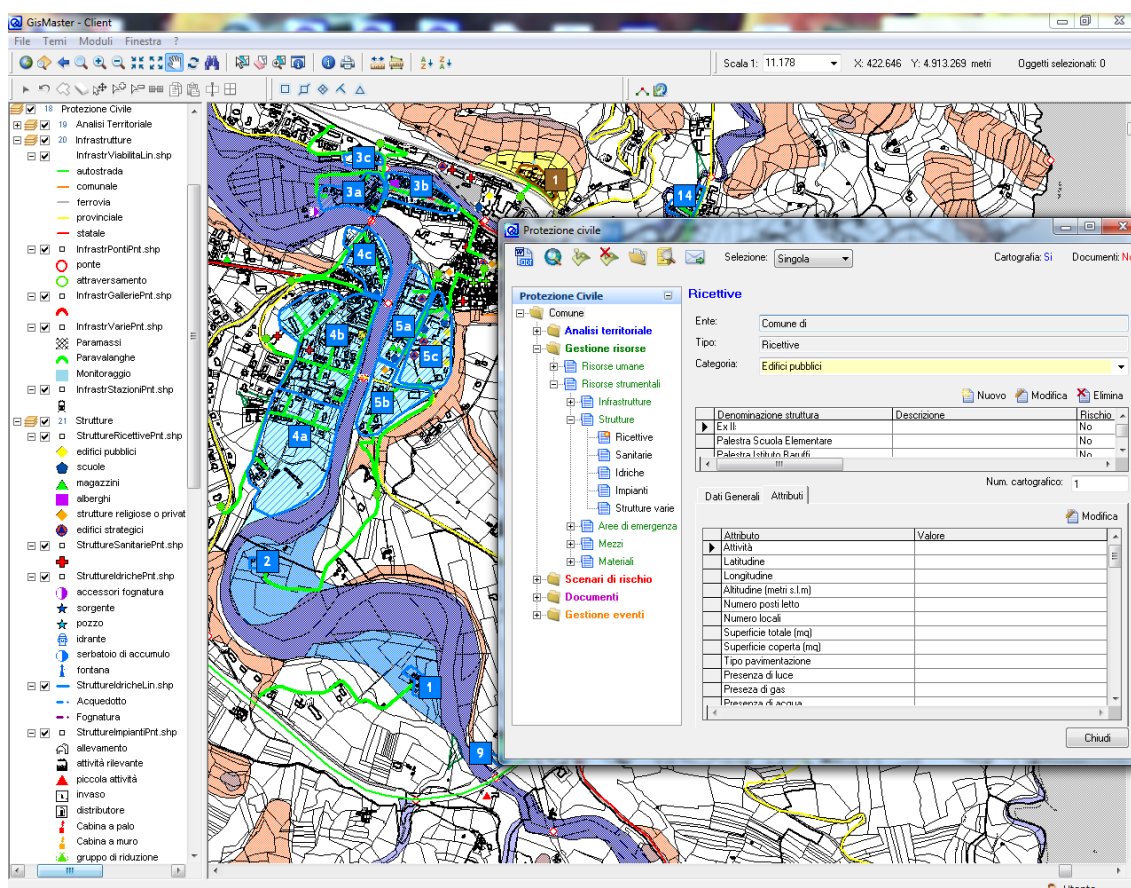 GisMaster - Client
File Temi Moduli Finestra ?
Scala 1: 11.178 X: 422.646 Y: 4.913.269 metri Oggetti selezionati: 0
18 Protezione Civile
19 Analisi Territoriale
20 Infrastrutture
InfrastrViabilitaLin.shp
autostrada
comunale
ferrovia
provinciale
statale
InfrastrPontiPnt.shp
ponte
attraversamento
InfrastrGalleriePnt.shp
InfrastrVariePnt.shp
Paramassi
Paravalanghe
Monitoraggio
InfrastrStazioniPnt.shp
21 Strutture
StruttureRicettivePnt.shp
edifici pubblici
scuole
magazzini
alberghi
strutture religiose o privat
edifici strategici
StruttureSanitariePnt.shp
StruttureIdrichePnt.shp
accessori fognatura
sorgente
pozzo
idrante
serbatoio di accumulo
fontana
StruttureIdricheLin.shp
Acquedotto
Fognatura
StruttureImpiantiPnt.shp
allevamento
attività rilevante
piccola attività
invaso
distributore
Cabina a palo
Cabina a muro
gruppo di riduzione
3c
3a
3b
1
14
4c
4b
5a
5c
5b
4a
2
1
9
Protezione civile
Selezione: Singola Cartografia: Si Documenti: No
Protezione Civile
Comune
Analisi territoriale
Gestione risorse
Risorse umane
Risorse strumentali
Infrastrutture
Strutture
Ricettive
Sanitarie
Idriche
Impianti
Strutture varie
Aree di emergenza
Mezzi
Materiali
Scenari di rischio
Documenti
Gestione eventi
Ricettive
Ente: Comune di
Tipo: Ricettive
Categoria: Edifici pubblici
Nuovo Modifica Elimina
Denominazione struttura Descrizione Rischio
Ex Il: No
Palestra Scuola Elementare No
Palestra Istituto Baruffi No
Num. cartografico: 1
Dati Generali Attributi
Modifica
Attributo Valore
Attività
Latitudine
Longitudine
Altitudine (metri s.l.m)
Numero posti letto
Numero locali
Superficie totale (mq)
Superficie coperta (mq)
Tipo pavimentazione
Presenza di luce
Preseza di gas
Presenza di acqua
Chiudi
Utente